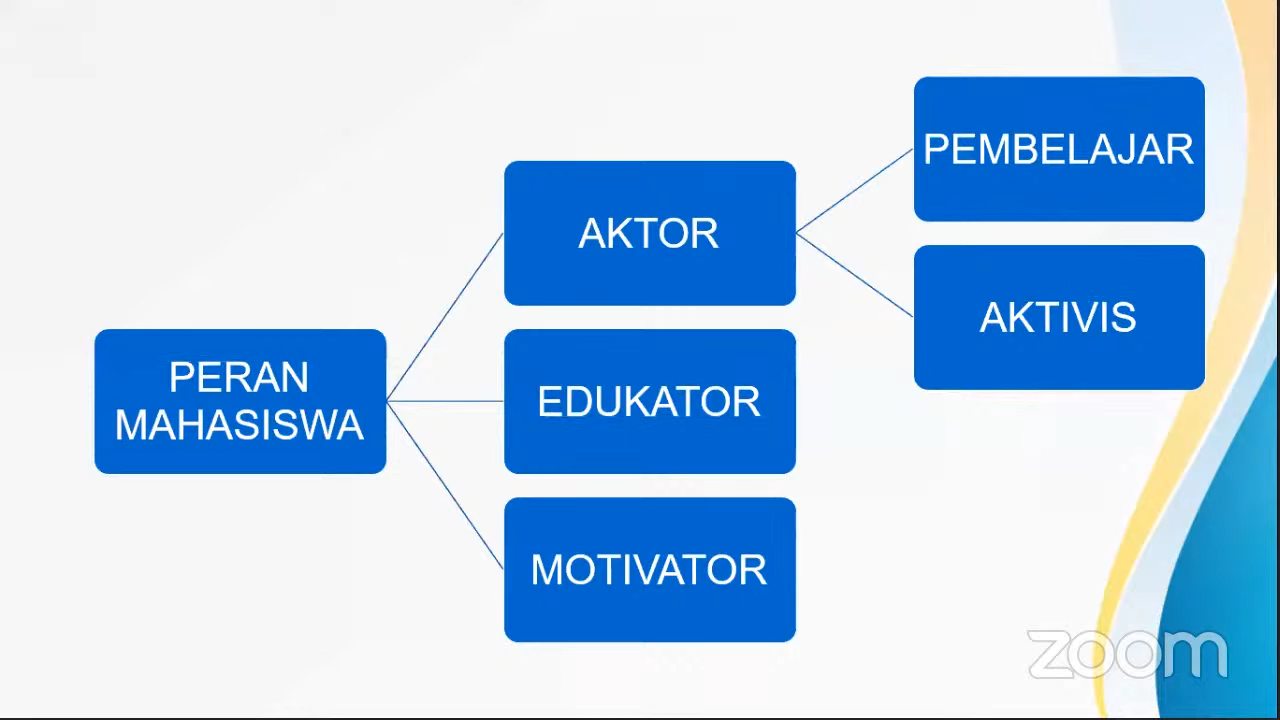 PERAN
MAHASISWA
AKTOR
EDUKATOR
MOTIVATOR
PEMBELAJAR
AKTIVIS
zoom